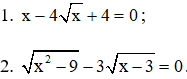 1. x − 4√x + 4 = 0 ;
2. √(x² − 9) − 3√(x − 3) = 0.